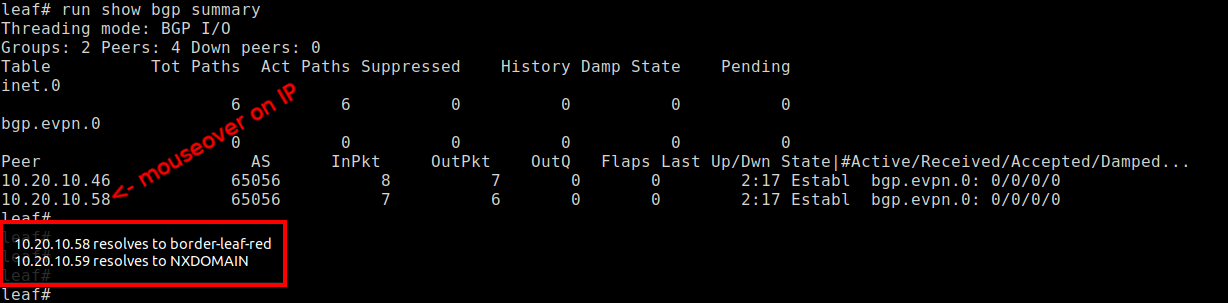 leaf# run show bgp summary
Threading mode: BGP I/O
Groups: 2 Peers: 4 Down peers: 0
Table          Tot Paths  Act Paths Suppressed    History Damp State    Pending
inet.0
                       6          6          0          0          0          0
bgp.evpn.0
                       0          0          0          0          0          0
Peer                     AS      InPkt     OutPkt    OutQ   Flaps Last Up/Dwn State|#Active/Received/Accepted/Damped...
10.20.10.46            65056          8          7       0       0        2:17 Establ  bgp.evpn.0: 0/0/0/0
10.20.10.58            65056          7          6       0       0        2:17 Establ  bgp.evpn.0: 0/0/0/0
<- mouseover on IP
leaf#
leaf#
10.20.10.58 resolves to border-leaf-red
10.20.10.59 resolves to NXDOMAIN
leaf#
leaf#